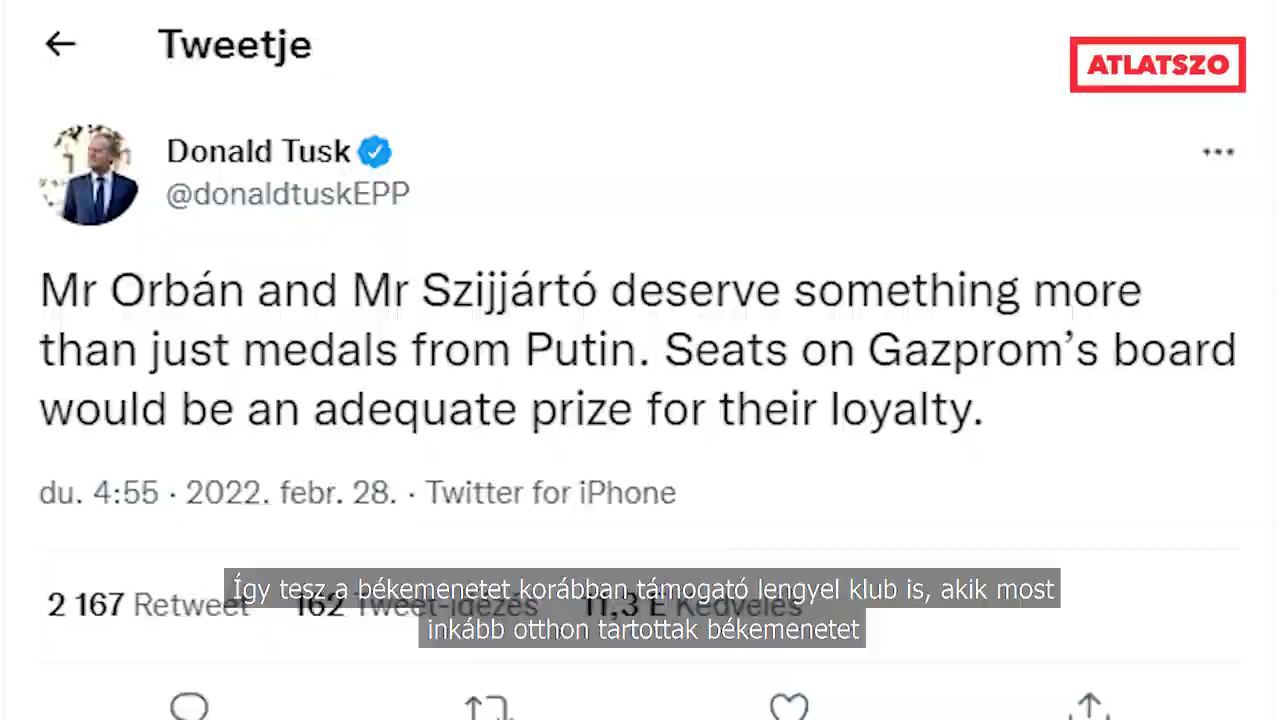 Tweetje
ATLATSZO
Donald Tusk
@donaldtuskEPP
Mr Orbán and Mr Szijjártó deserve something more
than just medals from Putin. Seats on Gazprom’s board
would be an adequate prize for their loyalty.
du. 4:55 · 2022. febr. 28. · Twitter for iPhone
2 167 Retweet 162 Tweet-idézés 11,3 E Kedvelés
Így tesz a békemenetet korábban támogató lengyel klub is, akik most
inkább otthon tartottak békemenetet